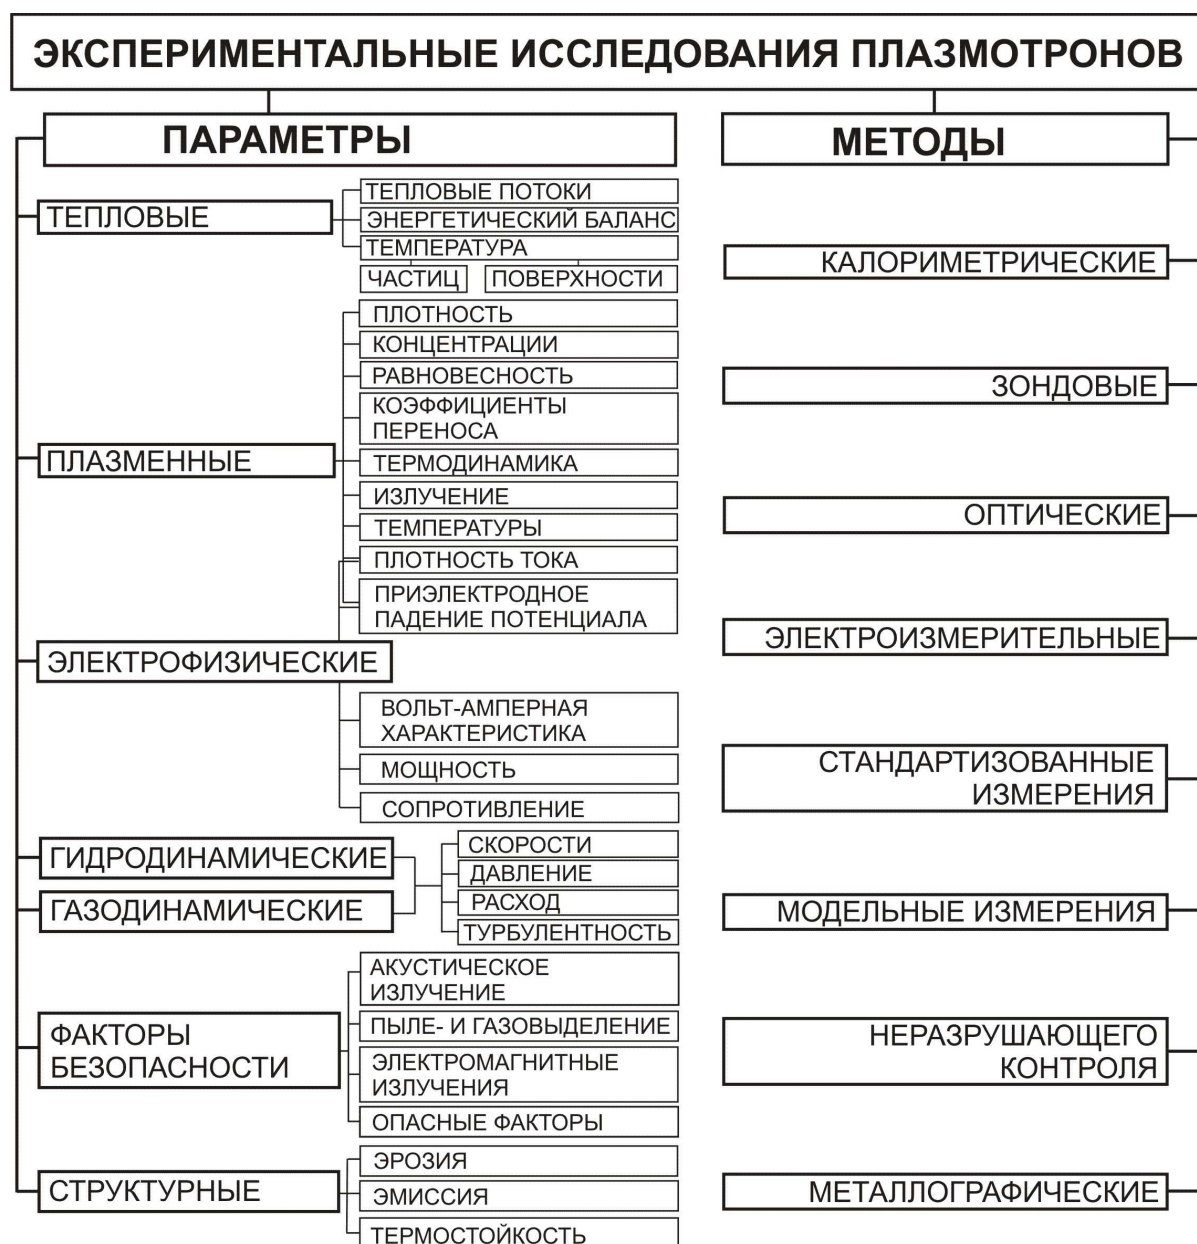 ЭКСПЕРИМЕНТАЛЬНЫЕ ИССЛЕДОВАНИЯ ПЛАЗМОТРОНОВ
ПАРАМЕТРЫ
ТЕПЛОВЫЕ
ТЕПЛОВЫЕ ПОТОКИ
ЭНЕРГЕТИЧЕСКИЙ БАЛАНС
ТЕМПЕРАТУРА
ЧАСТИЦ
ПОВЕРХНОСТИ
ПЛАЗМЕННЫЕ
ПЛОТНОСТЬ
КОНЦЕНТРАЦИИ
РАВНОВЕСНОСТЬ
КОЭФФИЦИЕНТЫ
ПЕРЕНОСА
ТЕРМОДИНАМИКА
ИЗЛУЧЕНИЕ
ТЕМПЕРАТУРЫ
ПЛОТНОСТЬ ТОКА
ПРИЭЛЕКТРОДНОЕ
ПАДЕНИЕ ПОТЕНЦИАЛА
ЭЛЕКТРОФИЗИЧЕСКИЕ
ВОЛЬТ-АМПЕРНАЯ
ХАРАКТЕРИСТИКА
МОЩНОСТЬ
СОПРОТИВЛЕНИЕ
ГИДРОДИНАМИЧЕСКИЕ
ГАЗОДИНАМИЧЕСКИЕ
СКОРОСТИ
ДАВЛЕНИЕ
РАСХОД
ТУРБУЛЕНТНОСТЬ
ФАКТОРЫ
БЕЗОПАСНОСТИ
АКУСТИЧЕСКОЕ
ИЗЛУЧЕНИЕ
ПЫЛЕ- И ГАЗОВЫДЕЛЕНИЕ
ЭЛЕКТРОМАГНИТНЫЕ
ИЗЛУЧЕНИЯ
ОПАСНЫЕ ФАКТОРЫ
СТРУКТУРНЫЕ
ЭРОЗИЯ
ЭМИССИЯ
ТЕРМОСТОЙКОСТЬ
МЕТОДЫ
КАЛОРИМЕТРИЧЕСКИЕ
ЗОНДОВЫЕ
ОПТИЧЕСКИЕ
ЭЛЕКТРОИЗМЕРИТЕЛЬНЫЕ
СТАНДАРТИЗОВАННЫЕ
ИЗМЕРЕНИЯ
МОДЕЛЬНЫЕ ИЗМЕРЕНИЯ
НЕРАЗРУШАЮЩЕГО
КОНТРОЛЯ
МЕТАЛЛОГРАФИЧЕСКИЕ